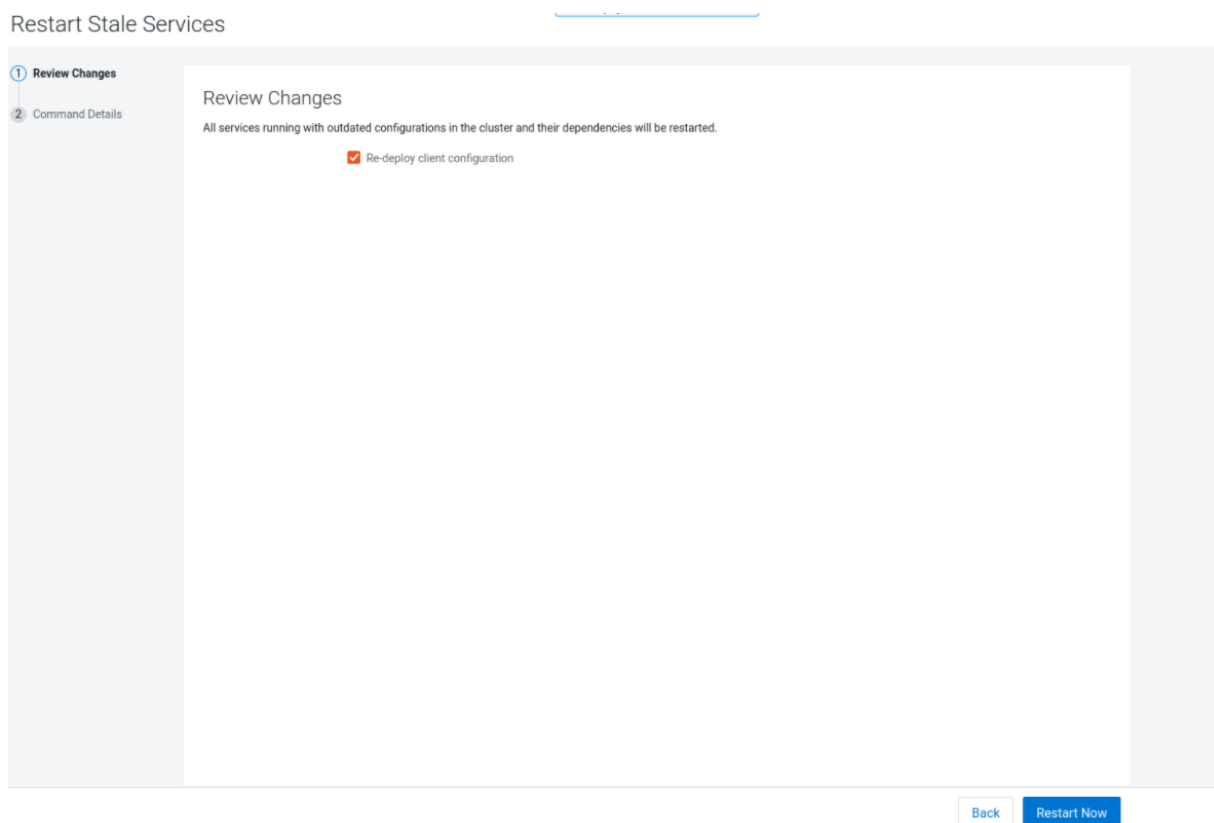 Restart Stale Services
1 Review Changes
2 Command Details
Review Changes
All services running with outdated configurations in the cluster and their dependencies will be restarted.
Re-deploy client configuration
Back
Restart Now